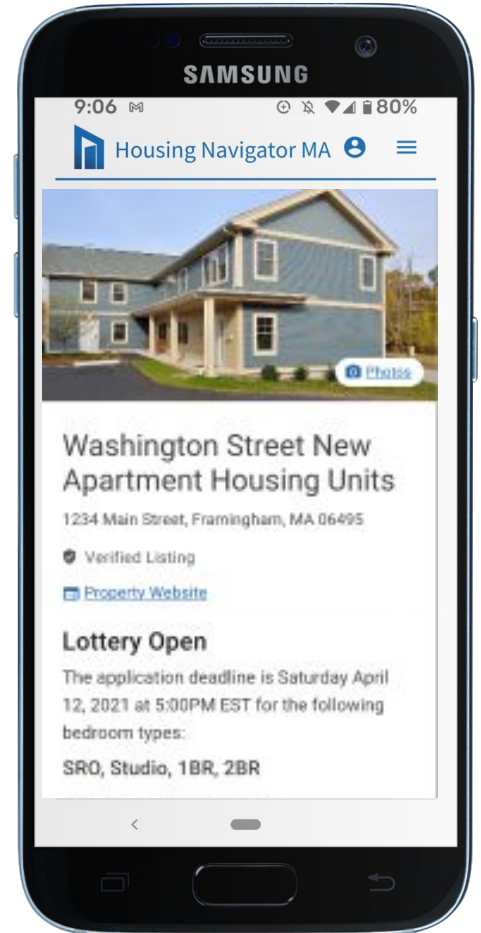 SAMSUNG
9:06 80%
Housing Navigator MA
Photos
Washington Street New
Apartment Housing Units
1234 Main Street, Framingham, MA 06495
Verified Listing
Property Website
Lottery Open
The application deadline is Saturday April
12, 2021 at 5:00PM EST for the following
bedroom types:
SRO, Studio, 1BR, 2BR